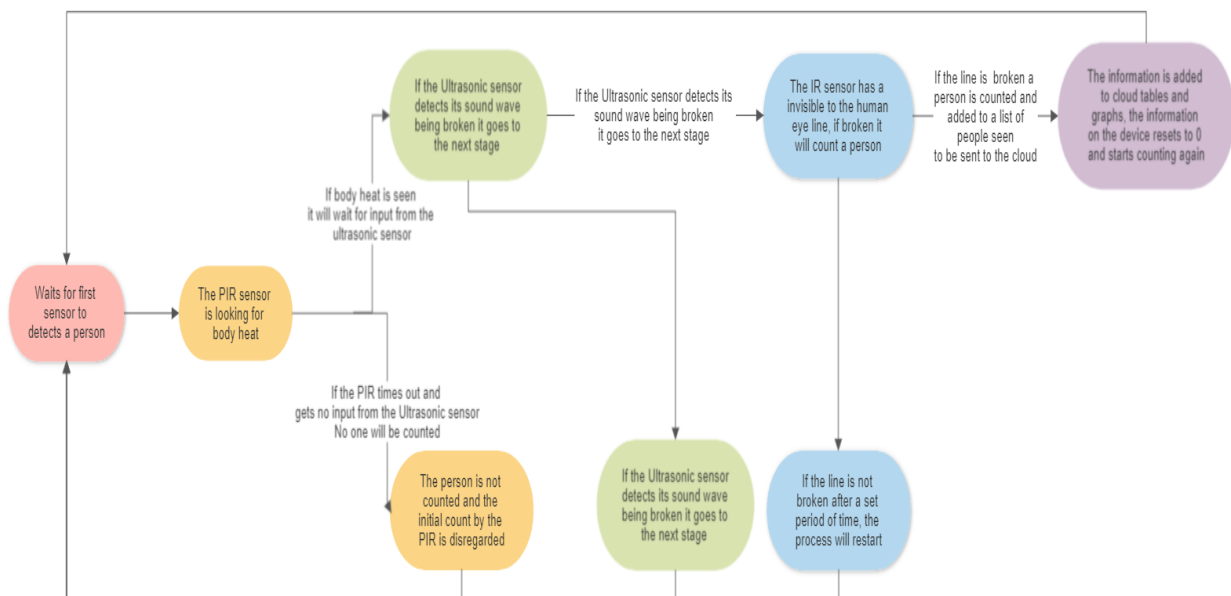 If the Ultrasonic sensor
detects its sound wave
being broken it goes to
the next stage
If the Ultrasonic sensor detects its
sound wave being broken
it goes to the next stage
The IR sensor has a
invisible to the human
eye line, if broken it
will count a person
If the line is broken a
person is counted and
added to a list of
people seen
to be sent to the cloud
The information is added
to cloud tables and
graphs, the information
on the device resets to 0
and starts counting again
If body heat is seen
it will wait for input from the
ultrasonic sensor
Waits for first
sensor to
detects a person
The PIR sensor
is looking for
body heat
If the PIR times out and
gets no input from the Ultrasonic sensor
No one will be counted
The person is not
counted and the
initial count by the
PIR is disregarded
If the Ultrasonic sensor
detects its sound wave
being broken it goes to
the next stage
If the line is not
broken after a set
period of time, the
process will restart